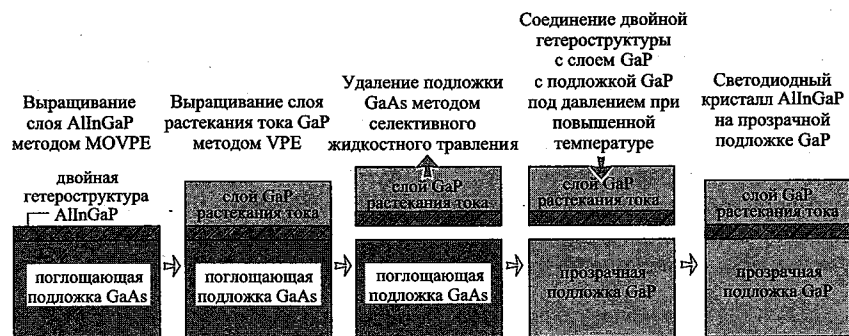 Выращивание
слоя AlInGaP
методом MOVPE
двойная
гетероструктура
AlInGaP
поглощающая
подложка GaAs
Выращивание слоя
растекания тока GaP
методом VPE
слой GaP
растекания тока
поглощающая
подложка GaAs
Удаление подложки
GaAs методом
селективного
жидкостного травления
слой GaP
растекания тока
поглощающая
подложка GaAs
Соединение двойной
гетероструктуры
с слоем GaP
с подложкой GaP
под давлением при
повышенной
температуре
слой GaP
растекания тока
прозрачная
подложка GaP
Светодиодный
кристалл AlInGaP
на прозрачной
подложке GaP
слой GaP
растекания тока
прозрачная
подложка GaP